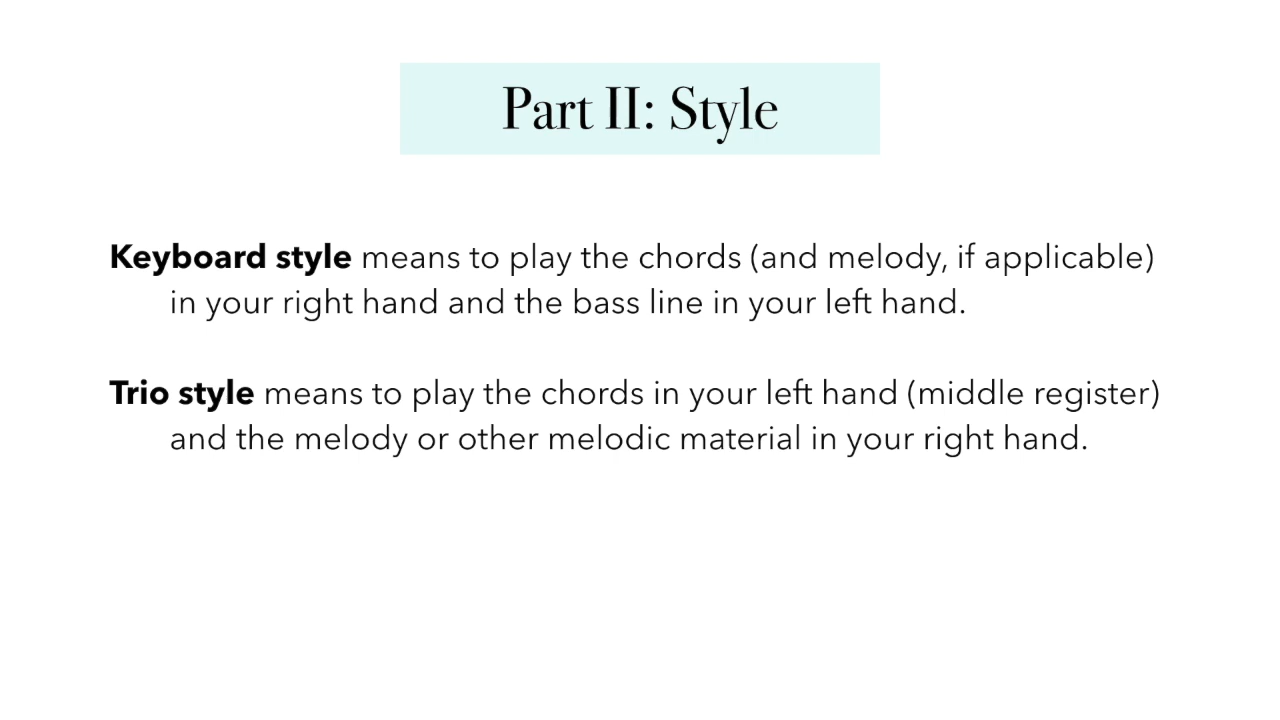 Part II: Style
Keyboard style means to play the chords (and melody, if applicable)
in your right hand and the bass line in your left hand.
Trio style means to play the chords in your left hand (middle register)
and the melody or other melodic material in your right hand.